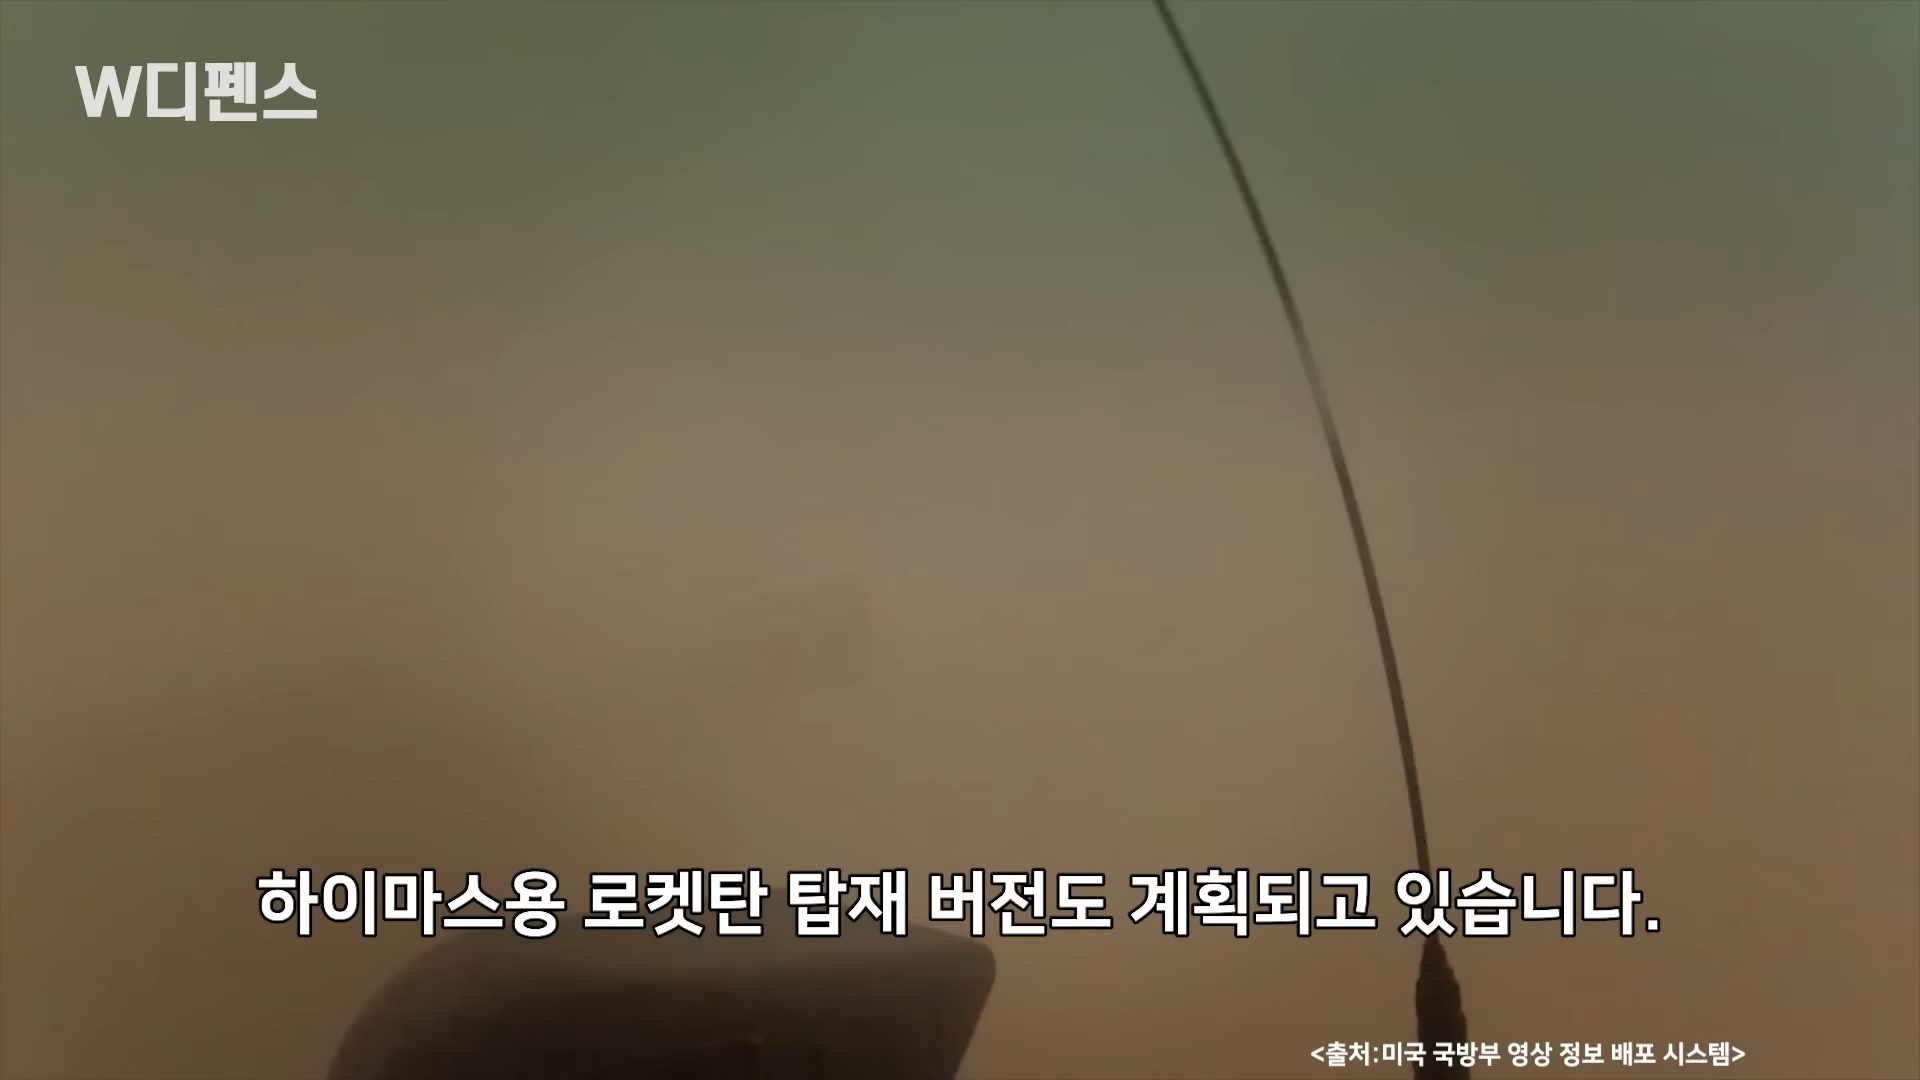 W디펜스
하이마스용 로켓탄 탑재 버전도 계획되고 있습니다.
<출처:미국 국방부 영상 정보 배포 시스템>